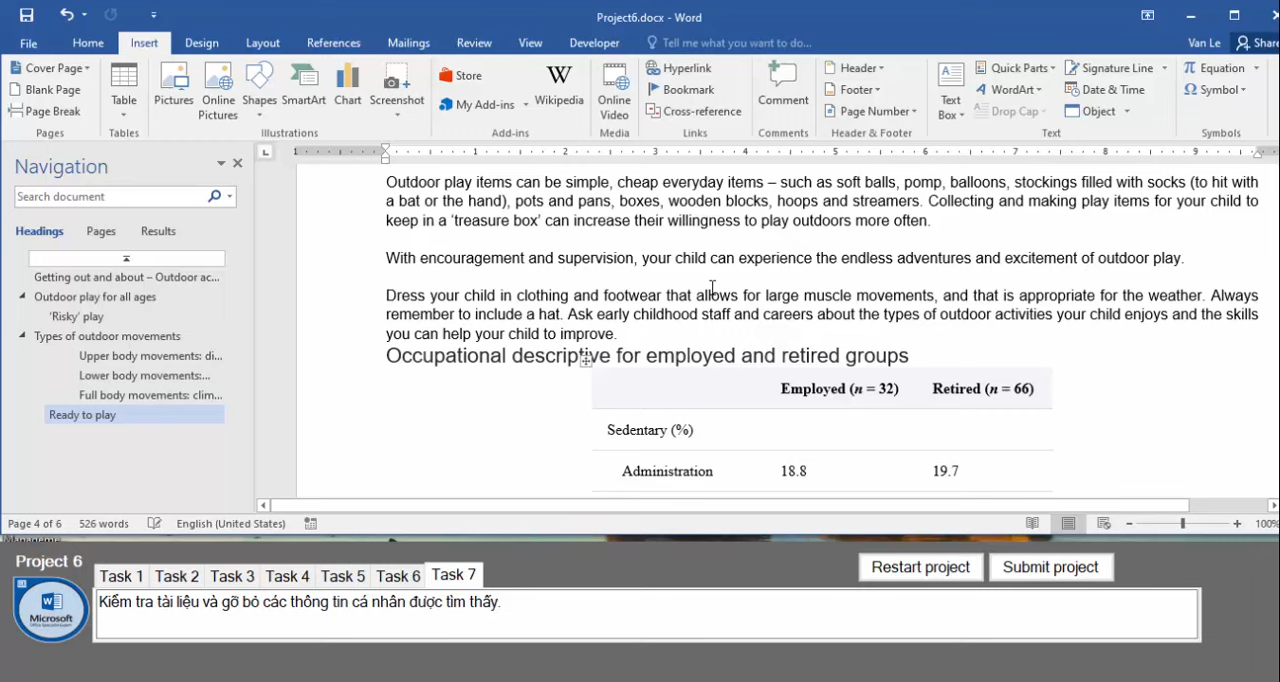 Project6.docx - Word
File Home Insert Design Layout References Mailings Review View Developer Tell me what you want to do... Van Le Share
Cover Page
Blank Page
Page Break
Pages
Table
Tables
Pictures
Online Pictures
Shapes
SmartArt
Chart
Screenshot
Illustrations
Store
My Add-ins
Wikipedia
Add-ins
Online Video
Media
Hyperlink
Bookmark
Cross-reference
Links
Comment
Comments
Header
Footer
Page Number
Header & Footer
Text Box
Quick Parts
WordArt
Drop Cap
Signature Line
Date & Time
Object
Text
Equation
Symbol
Symbols
Navigation
Search document
Headings Pages Results
Getting out and about – Outdoor ac...
Outdoor play for all ages
'Risky' play
Types of outdoor movements
Upper body movements: di...
Lower body movements:...
Full body movements: clim...
Ready to play
L
1 1 2 3 4 5 6 7 8 9
Outdoor play items can be simple, cheap everyday items – such as soft balls, pomp, balloons, stockings filled with socks (to hit with
a bat or the hand), pots and pans, boxes, wooden blocks, hoops and streamers. Collecting and making play items for your child to
keep in a 'treasure box' can increase their willingness to play outdoors more often.
With encouragement and supervision, your child can experience the endless adventures and excitement of outdoor play.
Dress your child in clothing and footwear that allows for large muscle movements, and that is appropriate for the weather. Always
remember to include a hat. Ask early childhood staff and careers about the types of outdoor activities your child enjoys and the skills
you can help your child to improve.
Occupational descriptive for employed and retired groups
Employed (n = 32) Retired (n = 66)
Sedentary (%)
Administration 18.8 19.7
Page 4 of 6 526 words English (United States) 100%
Project 6
Task 1 Task 2 Task 3 Task 4 Task 5 Task 6 Task 7
Restart project Submit project
Microsoft
Kiểm tra tài liệu và gỡ bỏ các thông tin cá nhân được tìm thấy.